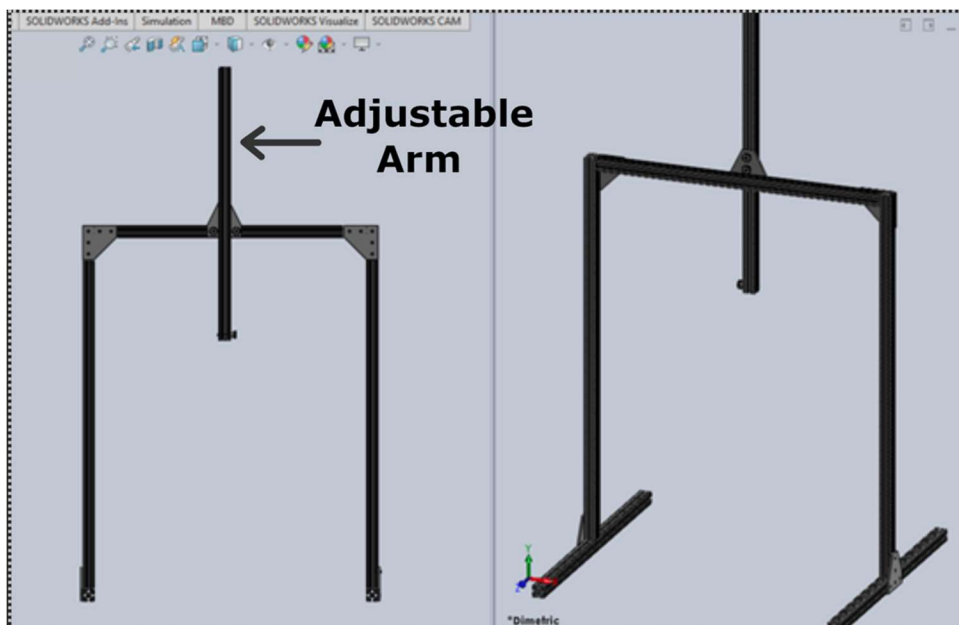 SOLIDWORKS Add-Ins Simulation MBD SOLIDWORKS Visualize SOLIDWORKS CAM
Adjustable
Arm
Y
*Dimetric